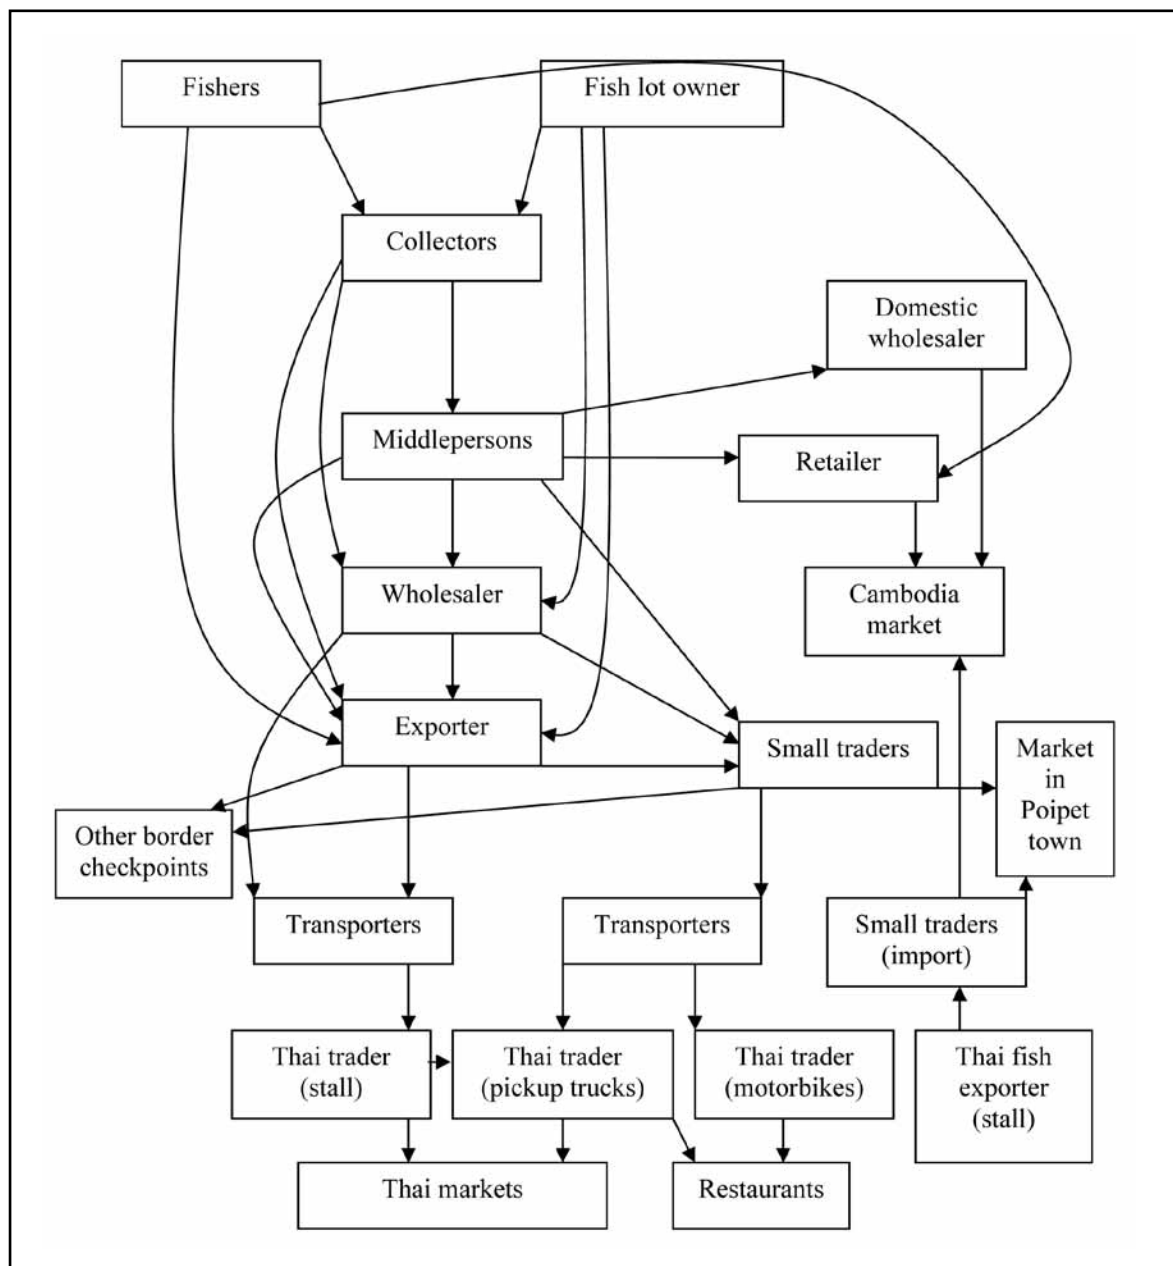 Fishers
Fish lot owner
Collectors
Domestic
wholesaler
Middlepersons
Retailer
Wholesaler
Cambodia
market
Exporter
Small traders
Market
in
Poipet
town
Other border
checkpoints
Transporters
Transporters
Small traders
(import)
Thai trader
(stall)
Thai trader
(pickup trucks)
Thai trader
(motorbikes)
Thai fish
exporter
(stall)
Thai markets
Restaurants